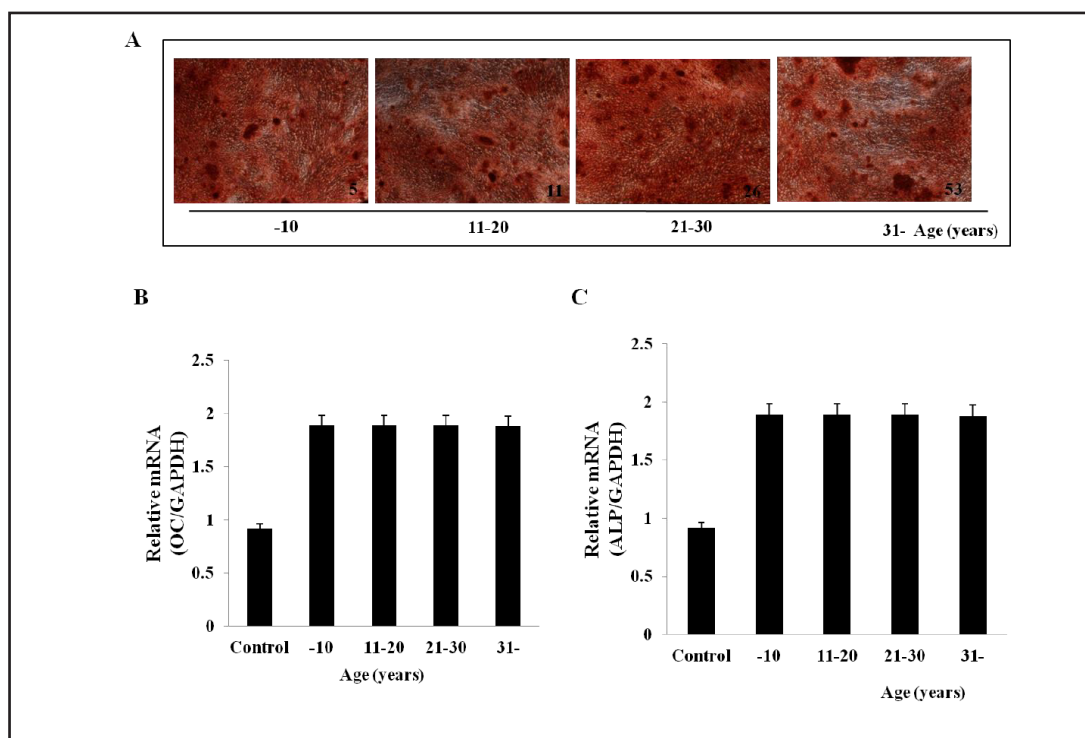 A
5 11 26 53
-10 11-20 21-30 31- Age (years)
B
Relative mRNA
(OC/GAPDH)
2.5
2
1.5
1
0.5
0
Control -10 11-20 21-30 31-
Age (years)
C
Relative mRNA
(ALP/GAPDH)
2.5
2
1.5
1
0.5
0
Control -10 11-20 21-30 31-
Age (years)